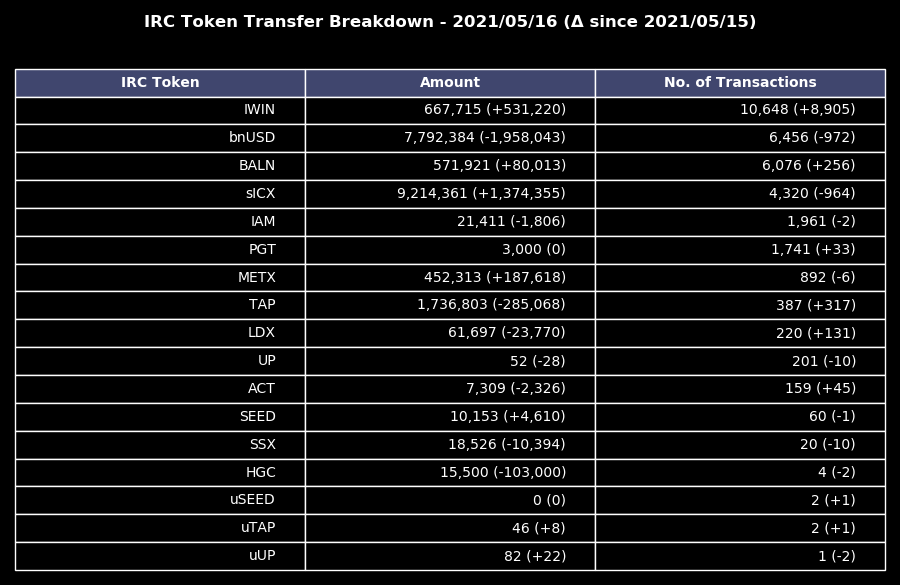 IRC Token Transfer Breakdown - 2021/05/16 (Δ since 2021/05/15)
IRC Token Amount No. of Transactions
IWIN 667,715 (+531,220) 10,648 (+8,905)
bnUSD 7,792,384 (-1,958,043) 6,456 (-972)
BALN 571,921 (+80,013) 6,076 (+256)
sICX 9,214,361 (+1,374,355) 4,320 (-964)
IAM 21,411 (-1,806) 1,961 (-2)
PGT 3,000 (0) 1,741 (+33)
METX 452,313 (+187,618) 892 (-6)
TAP 1,736,803 (-285,068) 387 (+317)
LDX 61,697 (-23,770) 220 (+131)
UP 52 (-28) 201 (-10)
ACT 7,309 (-2,326) 159 (+45)
SEED 10,153 (+4,610) 60 (-1)
SSX 18,526 (-10,394) 20 (-10)
HGC 15,500 (-103,000) 4 (-2)
uSEED 0 (0) 2 (+1)
uTAP 46 (+8) 2 (+1)
uUP 82 (+22) 1 (-2)